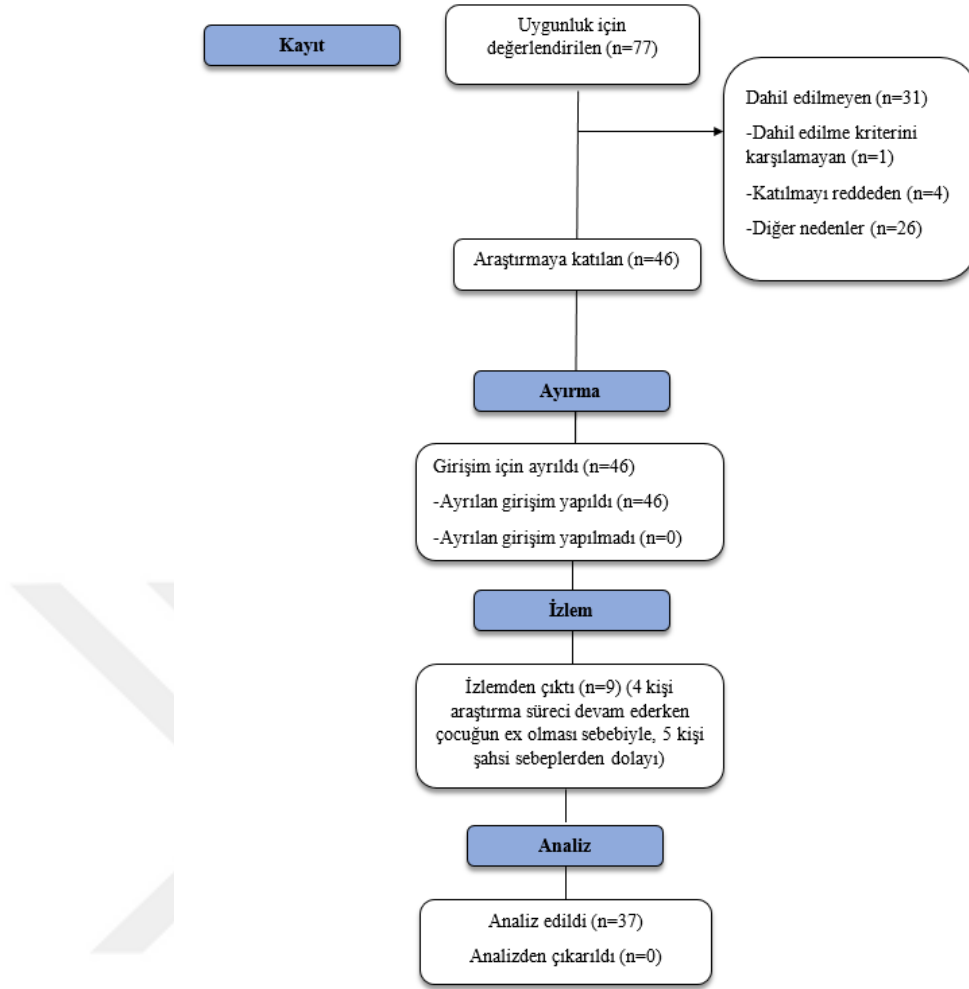 Kayıt
Uygunluk için
değerlendirilen (n=77)
Dahil edilmeyen (n=31)
-Dahil edilme kriterini
karşılamayan (n=1)
-Katılmayı reddeden (n=4)
-Diğer nedenler (n=26)
Araştırmaya katılan (n=46)
Ayırma
Girişim için ayrıldı (n=46)
-Ayrılan girişim yapıldı (n=46)
-Ayrılan girişim yapılmadı (n=0)
İzlem
İzlemden çıktı (n=9) (4 kişi
araştırma süreci devam ederken
çocuğun ex olması sebebiyle, 5 kişi
şahsi sebeplerden dolayı)
Analiz
Analiz edildi (n=37)
Analizden çıkarıldı (n=0)